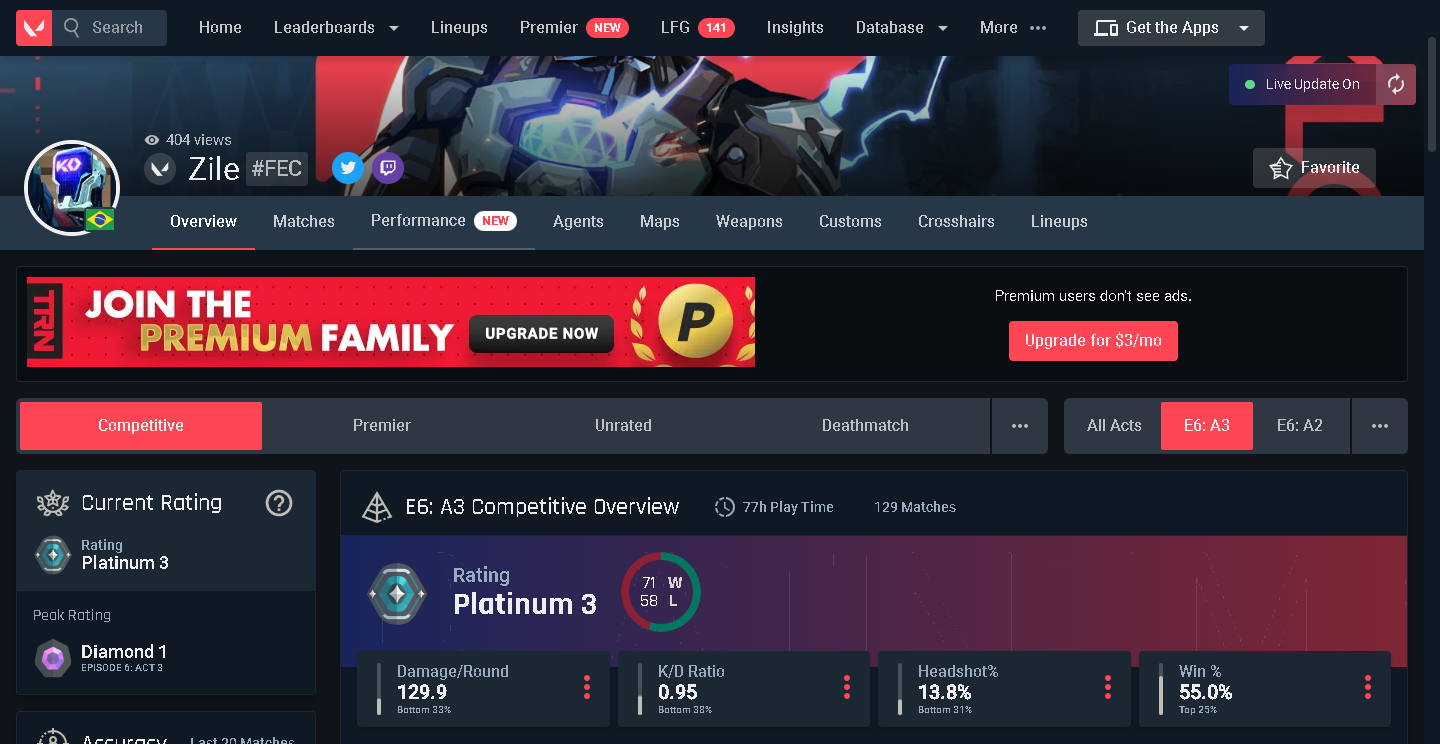 Search Home Leaderboards Lineups Premier NEW LFG 141 Insights Database More Get the Apps
Live Update On
404 views
Zile #FEC
Favorite
KO
Overview Matches Performance NEW Agents Maps Weapons Customs Crosshairs Lineups
TRN
JOIN THE
PREMIUM FAMILY
UPGRADE NOW
P
Premium users don't see ads.
Upgrade for $3/mo
Competitive Premier Unrated Deathmatch ... All Acts E6: A3 E6: A2 ...
Current Rating ?
Rating
Platinum 3
Peak Rating
Diamond 1
EPISODE 6: ACT 3
Accuracy Last 20 Matches
E6: A3 Competitive Overview 77h Play Time 129 Matches
Rating
Platinum 3
71 W
58 L
Damage/Round
129.9
Bottom 33%
K/D Ratio
0.95
Bottom 38%
Headshot%
13.8%
Bottom 31%
Win %
55.0%
Top 25%